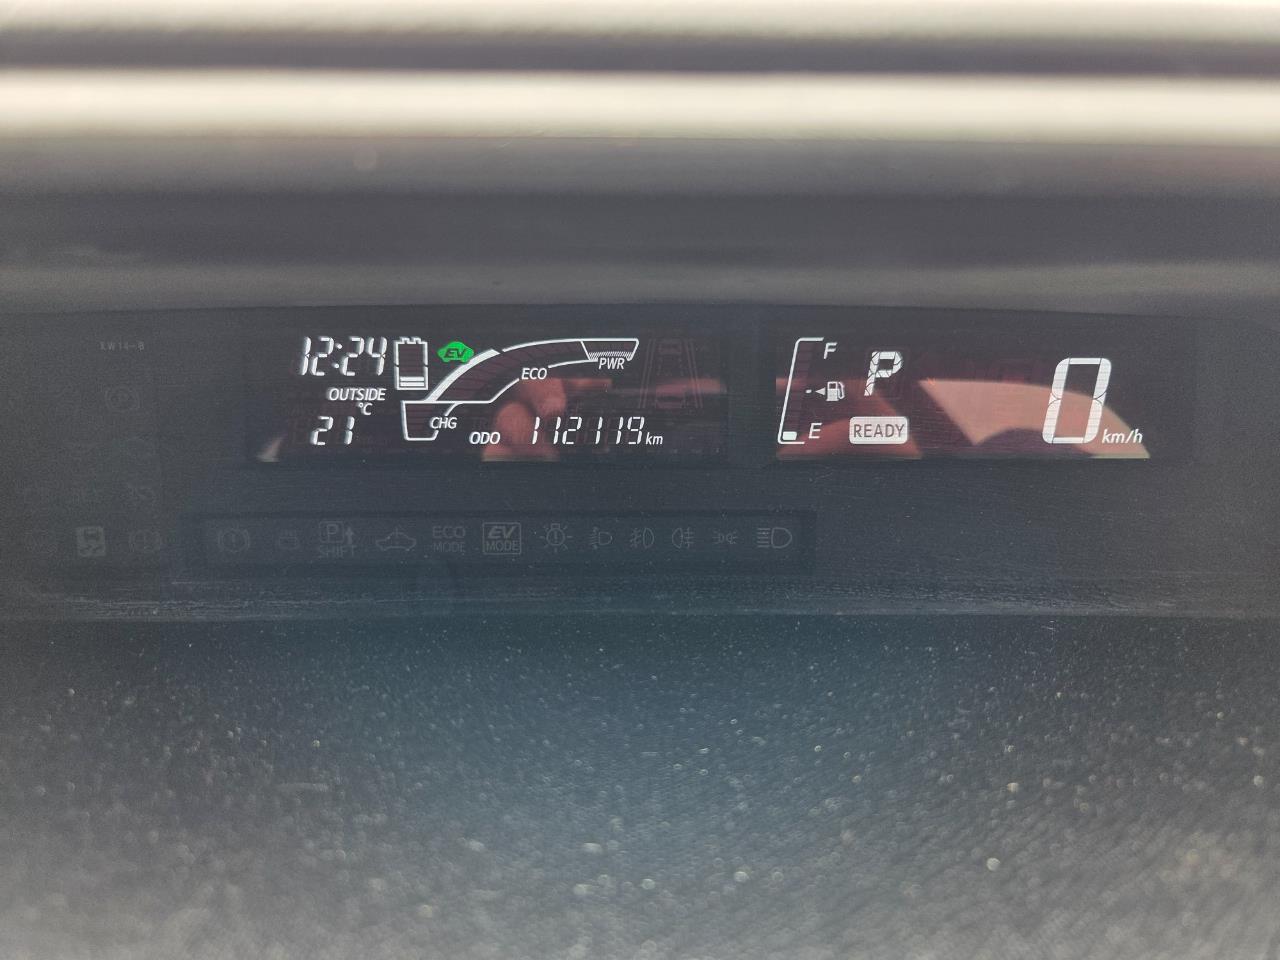 12:24
EV
PWR
ECO
OUTSIDE
°C
21
CHG
ODO 112119 km
F
P
E
READY
0 km/h
P
SHIFT
ECO
MODE
EV
MODE